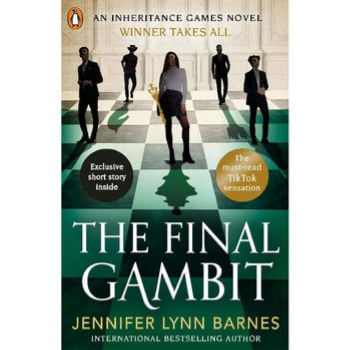 AN INHERITANCE GAMES NOVEL
WINNER TAKES ALL
Exclusive
short story
inside
The
must-read
TikTok
sensation
THE FINAL
GAMBIT
JENNIFER LYNN BARNES
INTERNATIONAL BESTSELLING AUTHOR